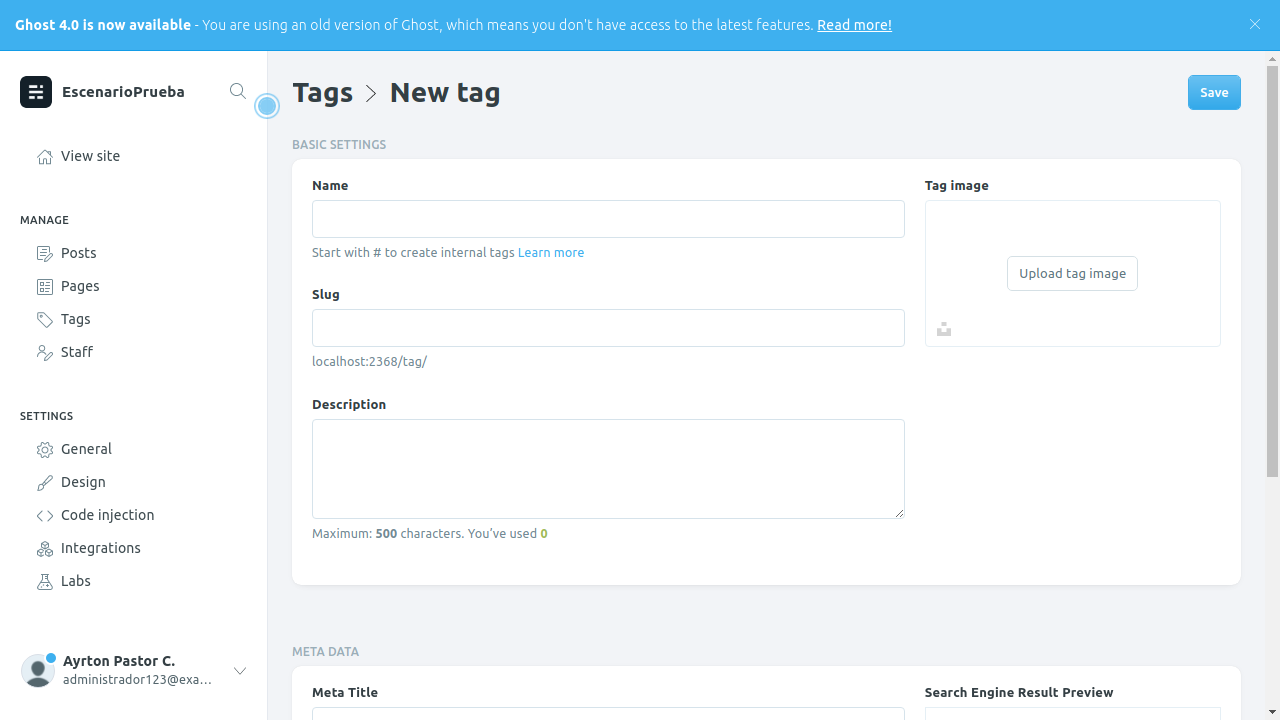 Ghost 4.0 is now available - You are using an old version of Ghost, which means you don't have access to the latest features. Read more!
EscenarioPrueba
View site
MANAGE
Posts
Pages
Tags
Staff
SETTINGS
General
Design
Code injection
Integrations
Labs
Ayrton Pastor C.
administrador123@exa...
Tags > New tag
Save
BASIC SETTINGS
Name
Start with # to create internal tags Learn more
Slug
localhost:2368/tag/
Description
Maximum: 500 characters. You’ve used 0
Tag image
Upload tag image
META DATA
Meta Title
Search Engine Result Preview